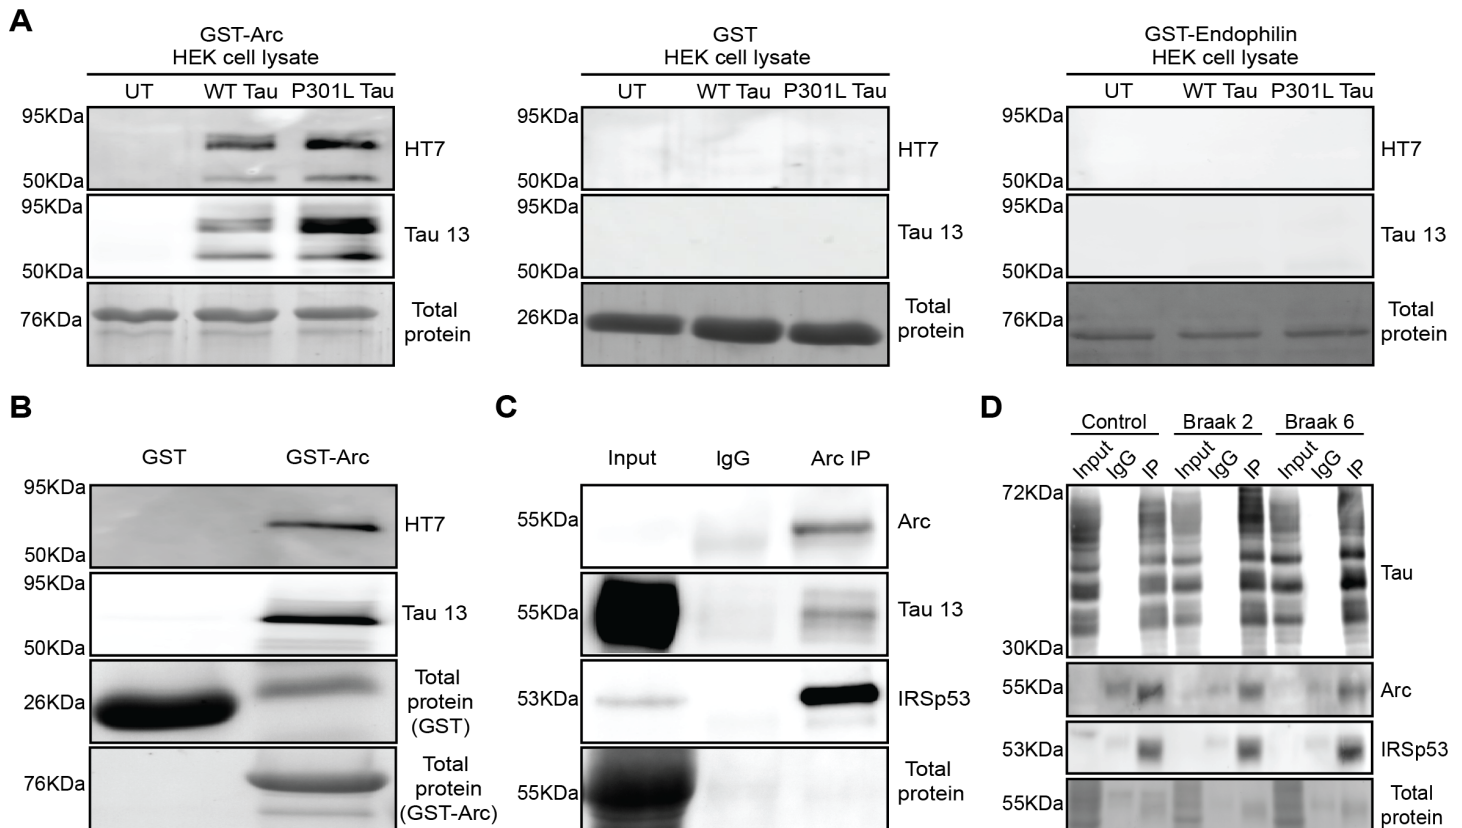 A
GST-Arc
HEK cell lysate
UT WT Tau P301L Tau
95KDa
HT7
50KDa
95KDa
Tau 13
50KDa
76KDa
Total
protein
GST
HEK cell lysate
UT WT Tau P301L Tau
95KDa
HT7
50KDa
95KDa
Tau 13
50KDa
26KDa
Total
protein
GST-Endophilin
HEK cell lysate
UT WT Tau P301L Tau
95KDa
HT7
50KDa
95KDa
Tau 13
50KDa
76KDa
Total
protein
B
GST GST-Arc
95KDa
HT7
50KDa
95KDa
Tau 13
50KDa
26KDa
Total
protein
(GST)
76KDa
Total
protein
(GST-Arc)
C
Input IgG Arc IP
55KDa
Arc
55KDa
Tau 13
53KDa
IRSp53
55KDa
Total
protein
D
Control Braak 2 Braak 6
Input IgG IP Input IgG IP Input IgG IP
72KDa
Tau
30KDa
55KDa
Arc
53KDa
IRSp53
55KDa
Total
protein